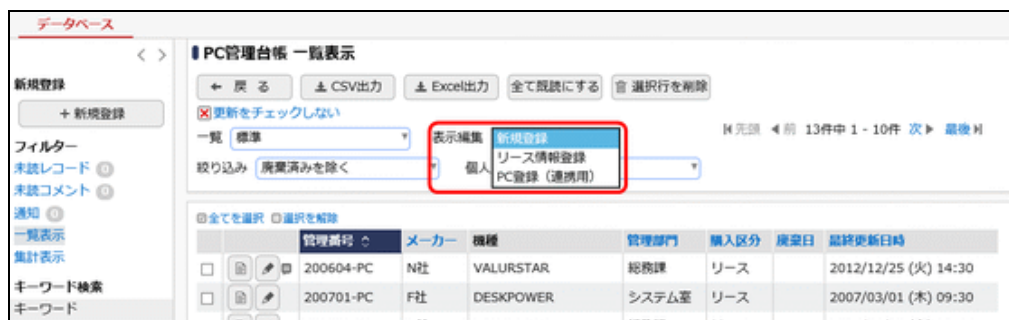 データベース
PC管理台帳 一覧表示
新規登録
+ 新規登録
フィルター
未読レコード 0
未読コメント 0
通知 0
一覧表示
集計表示
キーワード検索
キーワード
戻る CSV出力 Excel出力 全て既読にする 選択行を削除
更新をチェックしない
一覧 標準 表示編集 新規登録
リース情報登録
PC登録（連携用）
先頭 前 13件中 1 - 10件 次 最後
絞り込み 廃棄済みを除く 個人
全てを選択 選択を解除
管理番号 メーカー 機種 管理部門 購入区分 廃棄日 最終更新日時
200604-PC N社 VALURSTAR 総務課 リース 2012/12/25 (火) 14:30
200701-PC F社 DESKPOWER システム室 リース 2007/03/01 (木) 09:30